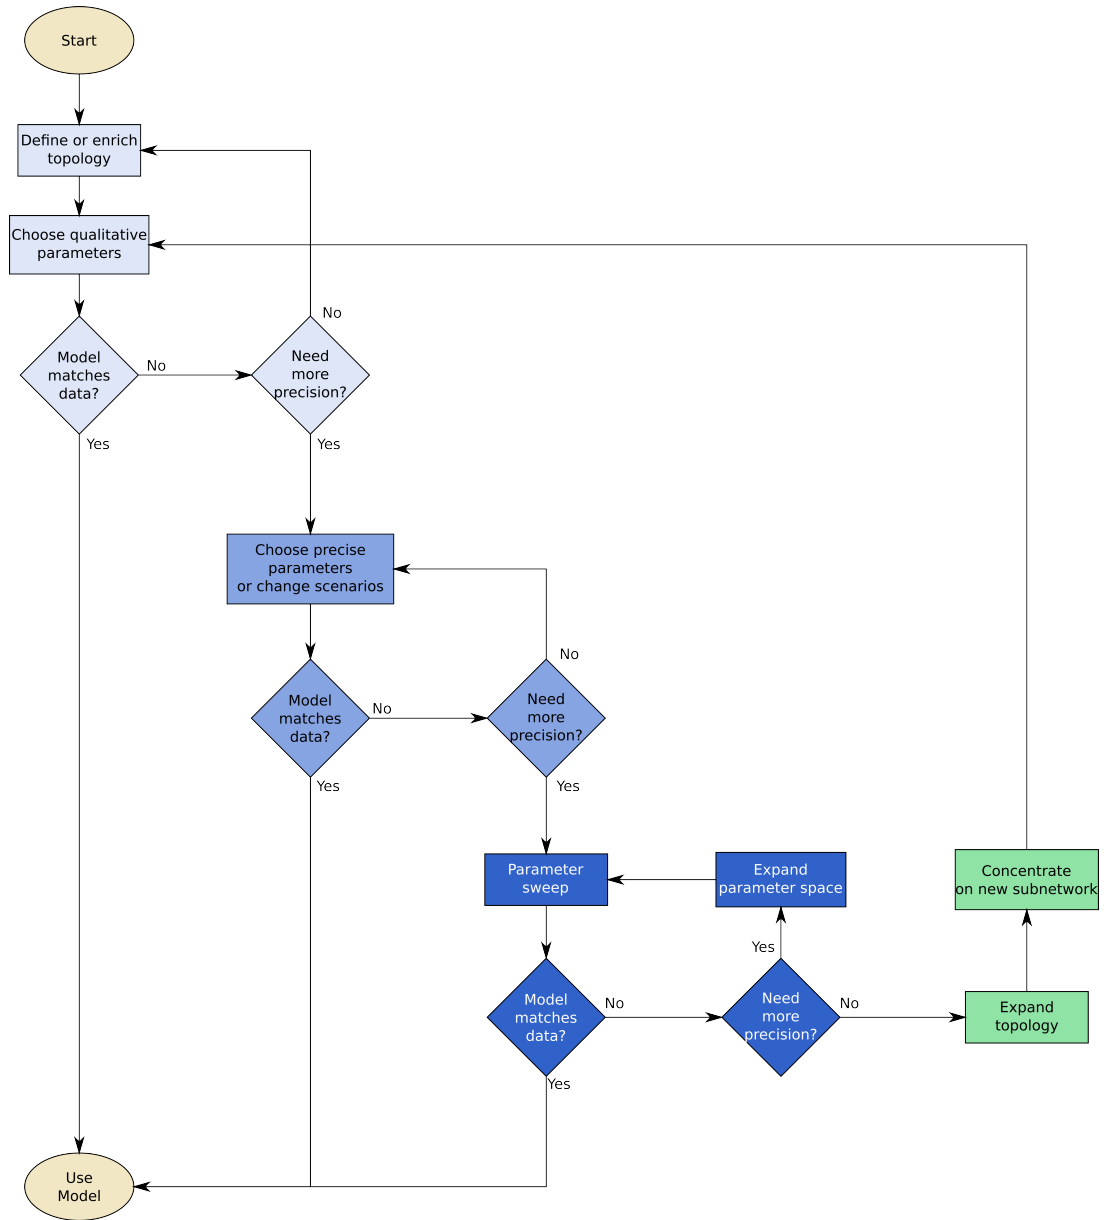 Start
Define or enrich
topology
Choose qualitative
parameters
Model
matches
data?
No
Yes
Need
more
precision?
No
Yes
Choose precise
parameters
or change scenarios
Model
matches
data?
No
Yes
Need
more
precision?
No
Yes
Parameter
sweep
Expand
parameter space
Model
matches
data?
No
Yes
Need
more
precision?
Yes
No
Concentrate
on new subnetwork
Expand
topology
Use
Model